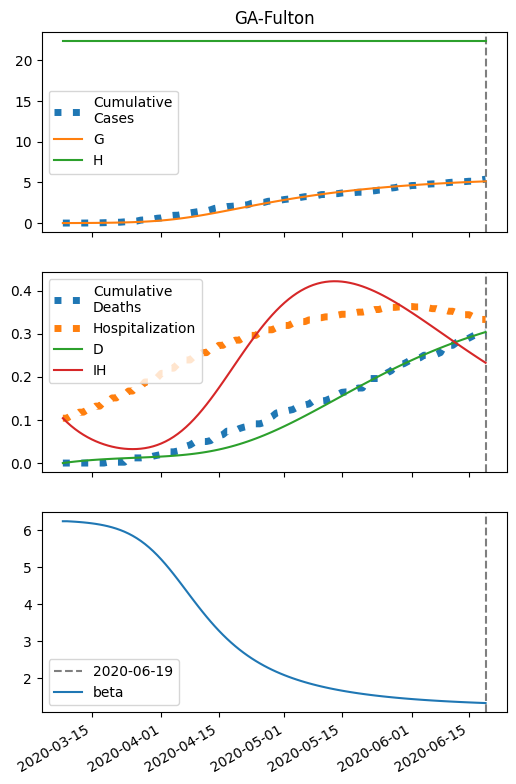 GA-Fulton
20
15
10
5
0
Cumulative
Cases
G
H
0.4
0.3
0.2
0.1
0.0
Cumulative
Deaths
Hospitalization
D
IH
6
5
4
3
2
2020-06-19
beta
2020-03-15
2020-04-01
2020-04-15
2020-05-01
2020-05-15
2020-06-01
2020-06-15